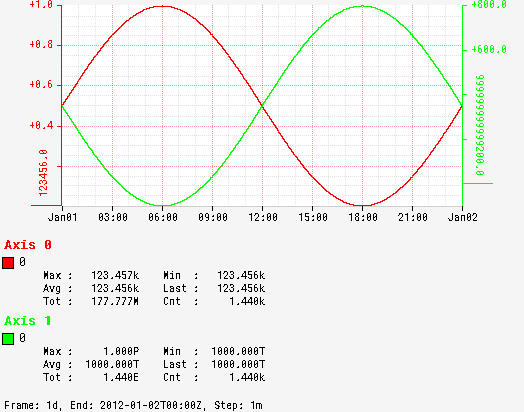 +1.0
+0.8
+0.6
+0.4
123456.0
+800.0
+600.0
Jan01 03:00 06:00 09:00 12:00 15:00 18:00 21:00 Jan02
Axis 0
0
Max : 123.457k Min : 123.456k
Avg : 123.456k Last : 123.456k
Tot : 177.777M Cnt : 1.440k
Axis 1
0
Max : 1.000P Min : 1000.000T
Avg : 1000.000T Last : 1000.000T
Tot : 1.440E Cnt : 1.440k
Frame: 1d, End: 2012-01-02T00:00Z, Step: 1m